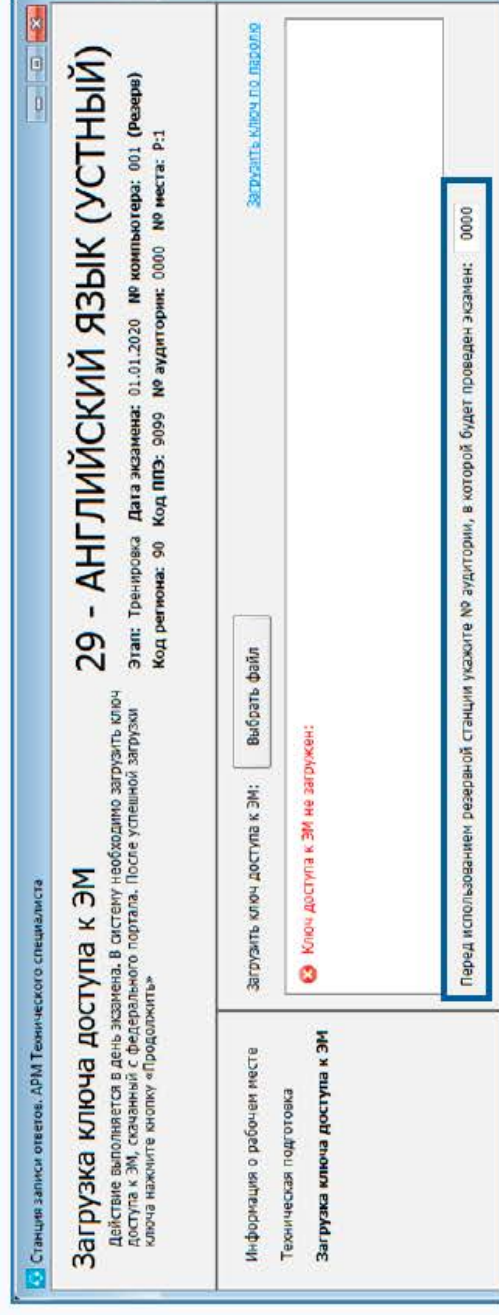 Станция записи ответов. АРМ Технического специалиста
Загрузка ключа доступа к ЭМ
Действие выполняется в день экзамена. В систему необходимо загрузить ключ
доступа к ЭМ, скачанный с федерального портала. После успешной загрузки
ключа нажмите кнопку «Продолжить»
29 - АНГЛИЙСКИЙ ЯЗЫК (УСТНЫЙ)
Этап: Тренировка Дата экзамена: 01.01.2020 № компьютера: 001 (Резерв)
Код региона: 90 Код ППЭ: 9099 № аудитории: 0000 № места: Р:1
Информация о рабочем месте
Техническая подготовка
Загрузка ключа доступа к ЭМ
Загрузить ключ доступа к ЭМ: Выбрать файл Загрузить ключ по паролю
Ключ доступа к ЭМ не загружен:
Перед использованием резервной станции укажите № аудитории, в которой будет проведен экзамен: 0000